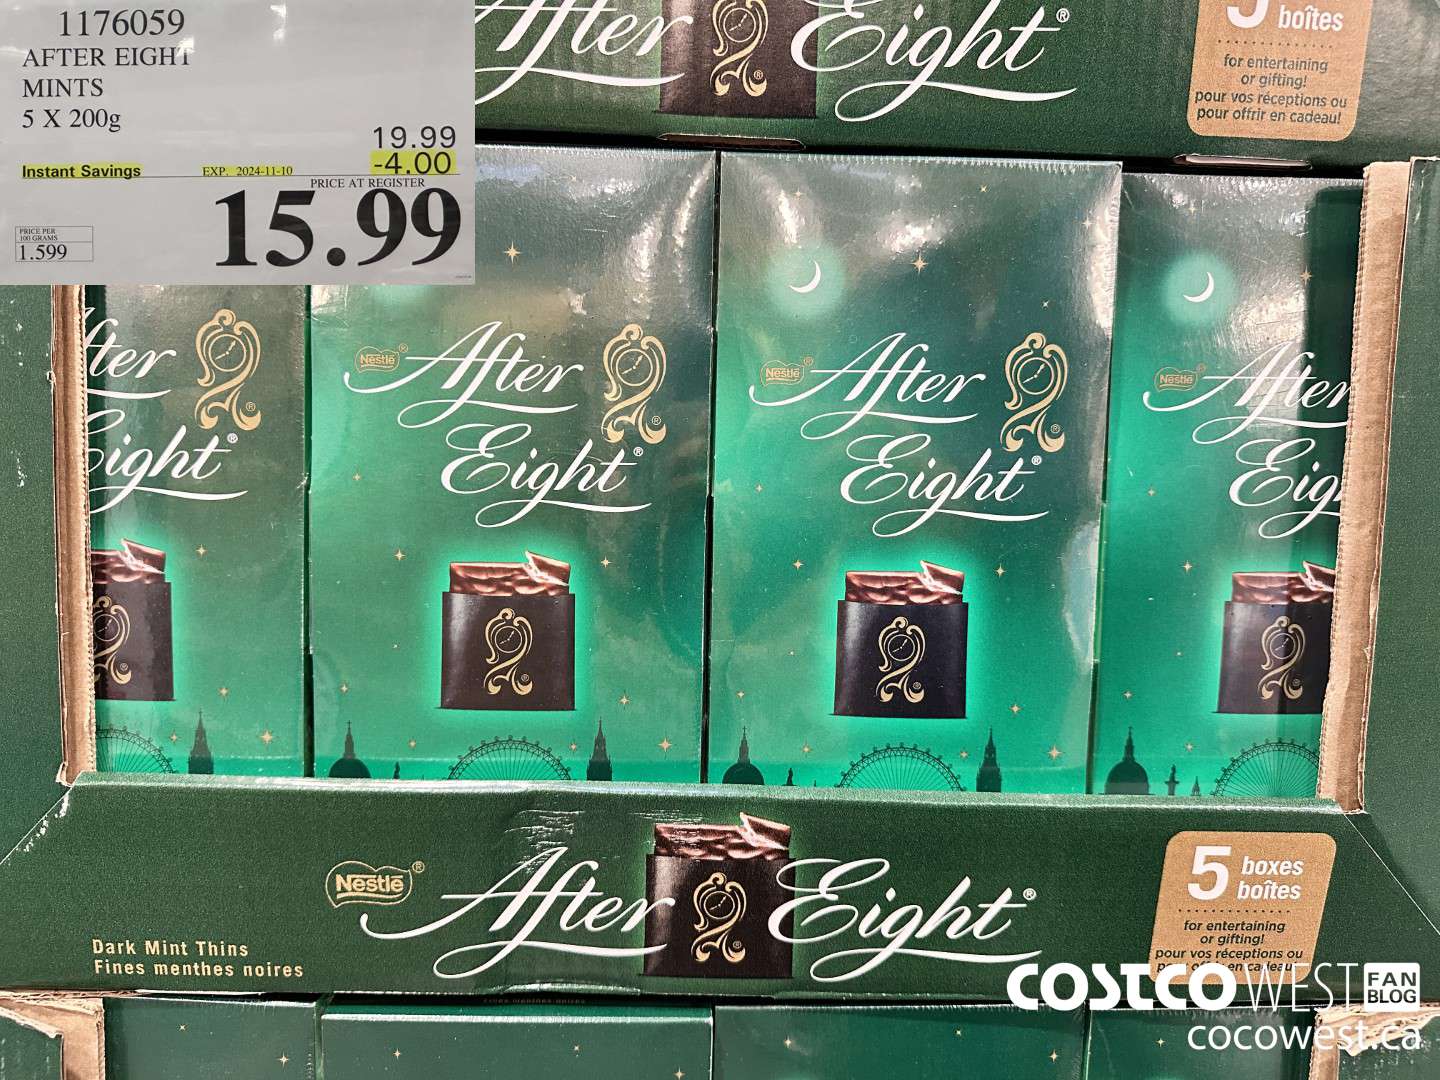 1176059
AFTER EIGHT
MINTS
5 X 200g
19.99
Instant Savings EXP. 2024-11-10 -4.00
PRICE AT REGISTER
15.99
PRICE PER
100 GRAMS
1.599
After Eight®
5 boîtes
for entertaining
or gifting!
pour vos réceptions ou
pour offrir en cadeau!
fter
Eight®
Nestlé® After
Eight®
Nestlé® After
Eight®
Nestlé® After
Eig
Nestlé® After Eight®
Dark Mint Thins
Fines menthes noires
5 boxes
boîtes
for entertaining
or gifting!
pour vos réceptions ou
COSTCO WEST FAN
BLOG
cocowest.ca